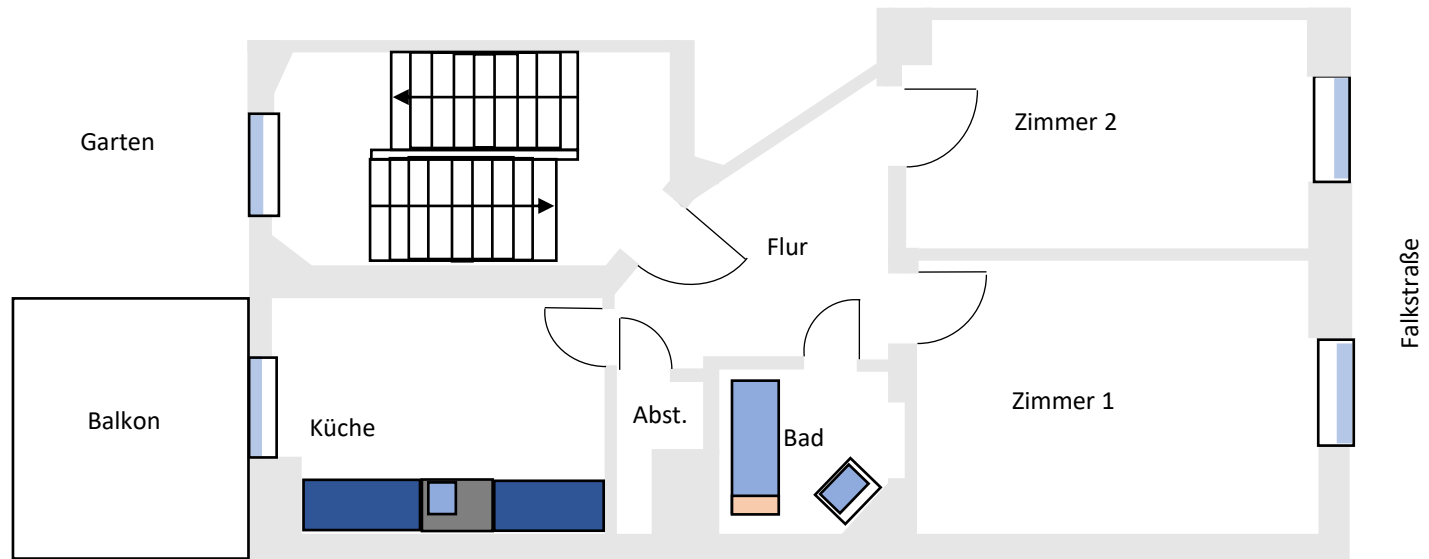 Garten
Zimmer 2
Flur
Falkstraße
Balkon
Küche
Abst.
Bad
Zimmer 1